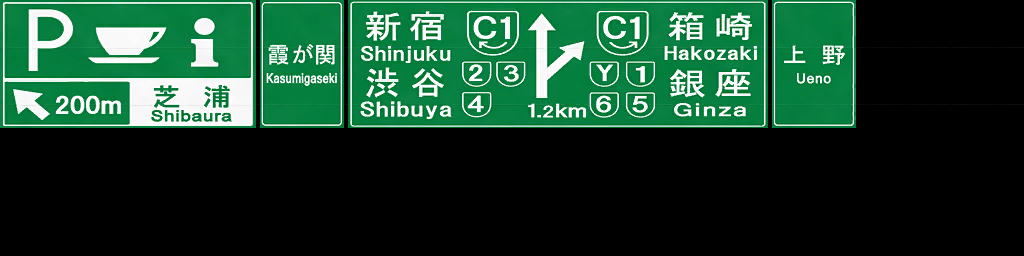 P i
200m
芝浦
Shibaura
霞が関
Kasumigaseki
新宿
Shinjuku
渋谷
Shibuya
C1
2 3
4
1.2km
C1
Y 1
6 5
箱崎
Hakozaki
銀座
Ginza
上野
Ueno